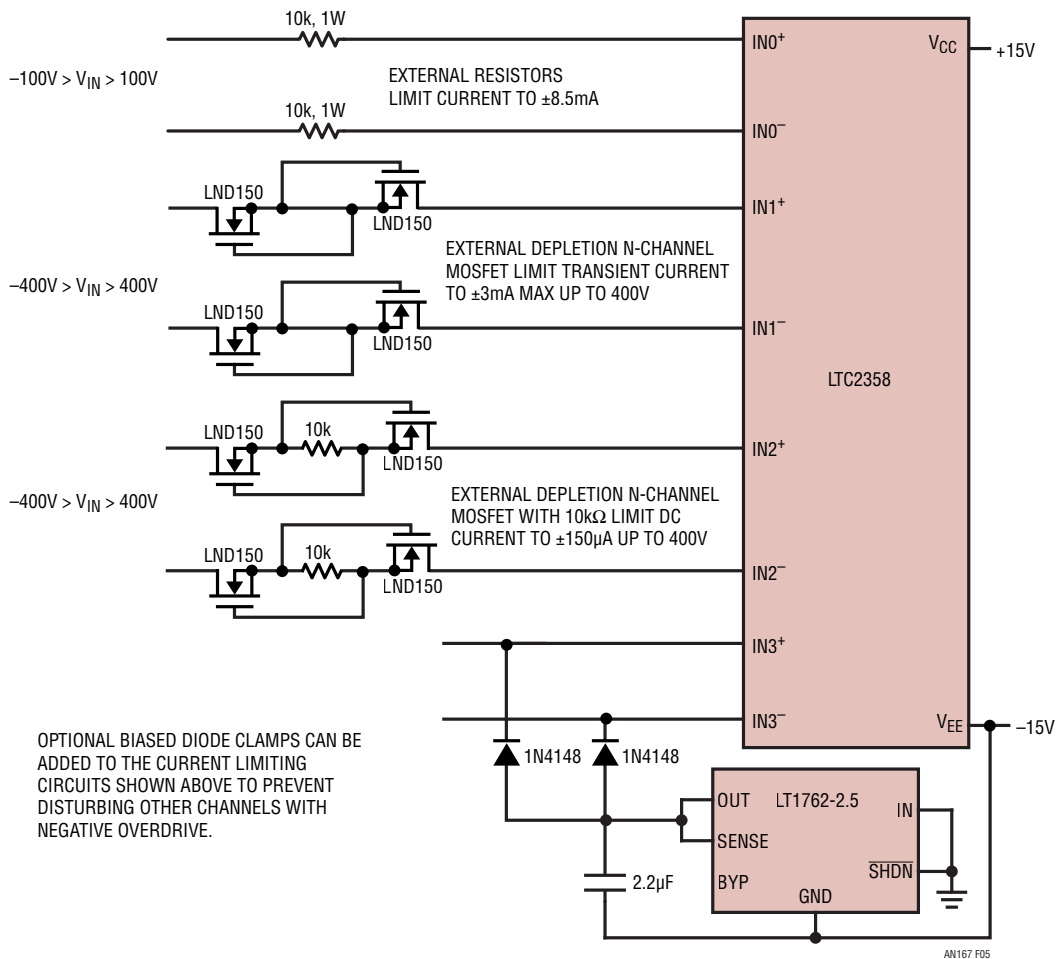 10k, 1W
IN0+
VCC
+15V
–100V > VIN > 100V
EXTERNAL RESISTORS
LIMIT CURRENT TO ±8.5mA
10k, 1W
IN0–
LND150
LND150
IN1+
EXTERNAL DEPLETION N-CHANNEL
MOSFET LIMIT TRANSIENT CURRENT
TO ±3mA MAX UP TO 400V
–400V > VIN > 400V
LND150
LND150
IN1–
LTC2358
LND150
10k
LND150
IN2+
–400V > VIN > 400V
EXTERNAL DEPLETION N-CHANNEL
MOSFET WITH 10kΩ LIMIT DC
CURRENT TO ±150µA UP TO 400V
LND150
10k
LND150
IN2–
IN3+
IN3–
VEE
–15V
OPTIONAL BIASED DIODE CLAMPS CAN BE
ADDED TO THE CURRENT LIMITING
CIRCUITS SHOWN ABOVE TO PREVENT
DISTURBING OTHER CHANNELS WITH
NEGATIVE OVERDRIVE.
1N4148
1N4148
OUT
LT1762-2.5
IN
SENSE
SHDN
BYP
GND
2.2µF
AN167 F05